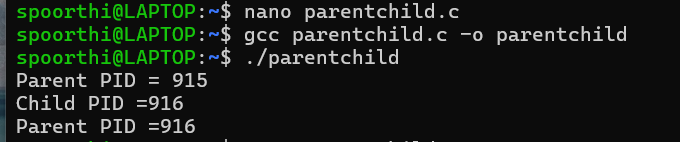 spoorthi@LAPTOP:~$ nano parentchild.c
spoorthi@LAPTOP:~$ gcc parentchild.c -o parentchild
spoorthi@LAPTOP:~$ ./parentchild
Parent PID = 915
Child PID =916
Parent PID =916